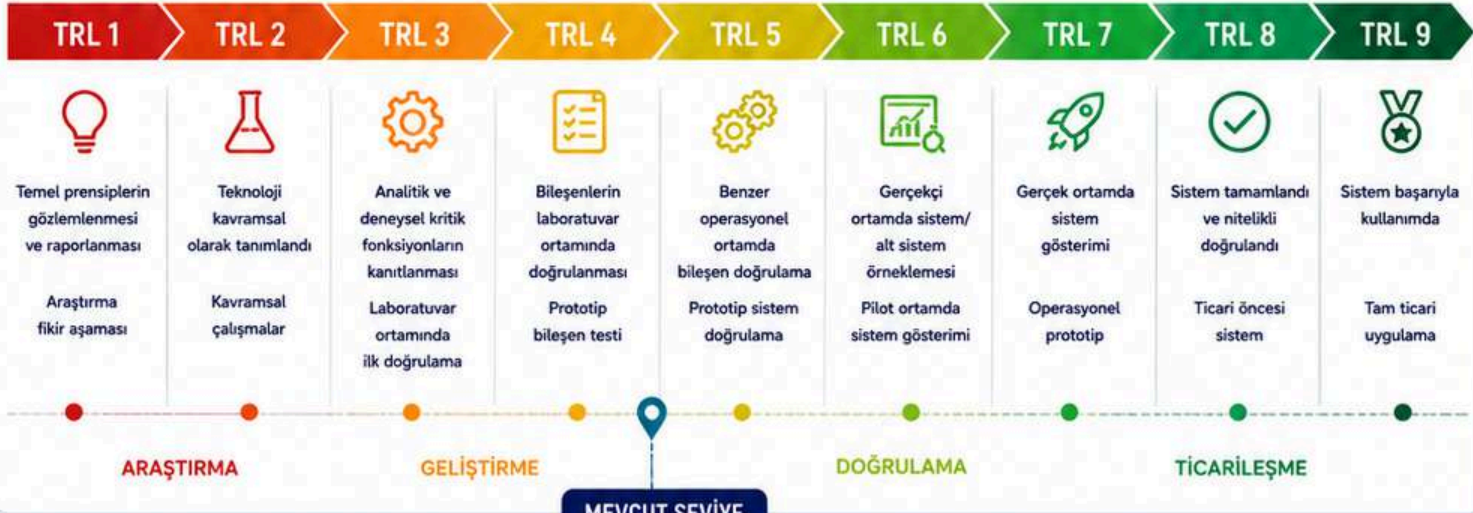 TRL 1
TRL 2
TRL 3
TRL 4
TRL 5
TRL 6
TRL 7
TRL 8
TRL 9
Temel prensiplerin
gözlemlenmesi
ve raporlanması
Araştırma
fikir aşaması
Teknoloji
kavramsal
olarak tanımlandı
Kavramsal
çalışmalar
Analitik ve
deneysel kritik
fonksiyonların
kanıtlanması
Laboratuvar
ortamında
ilk doğrulama
Bileşenlerin
laboratuvar
ortamında
doğrulanması
Prototip
bileşen testi
Benzer
operasyonel
ortamda
bileşen doğrulama
Prototip sistem
doğrulama
Gerçekçi
ortamda sistem/
alt sistem
örneklemesi
Pilot ortamda
sistem gösterimi
Gerçek ortamda
sistem
gösterimi
Operasyonel
prototip
Sistem tamamlandı
ve nitelikli
doğrulandı
Ticari öncesi
sistem
Sistem başarıyla
kullanımda
Tam ticari
uygulama
ARAŞTIRMA
GELİŞTİRME
DOĞRULAMA
TİCARİLEŞME
MEVCUT SEVİYE